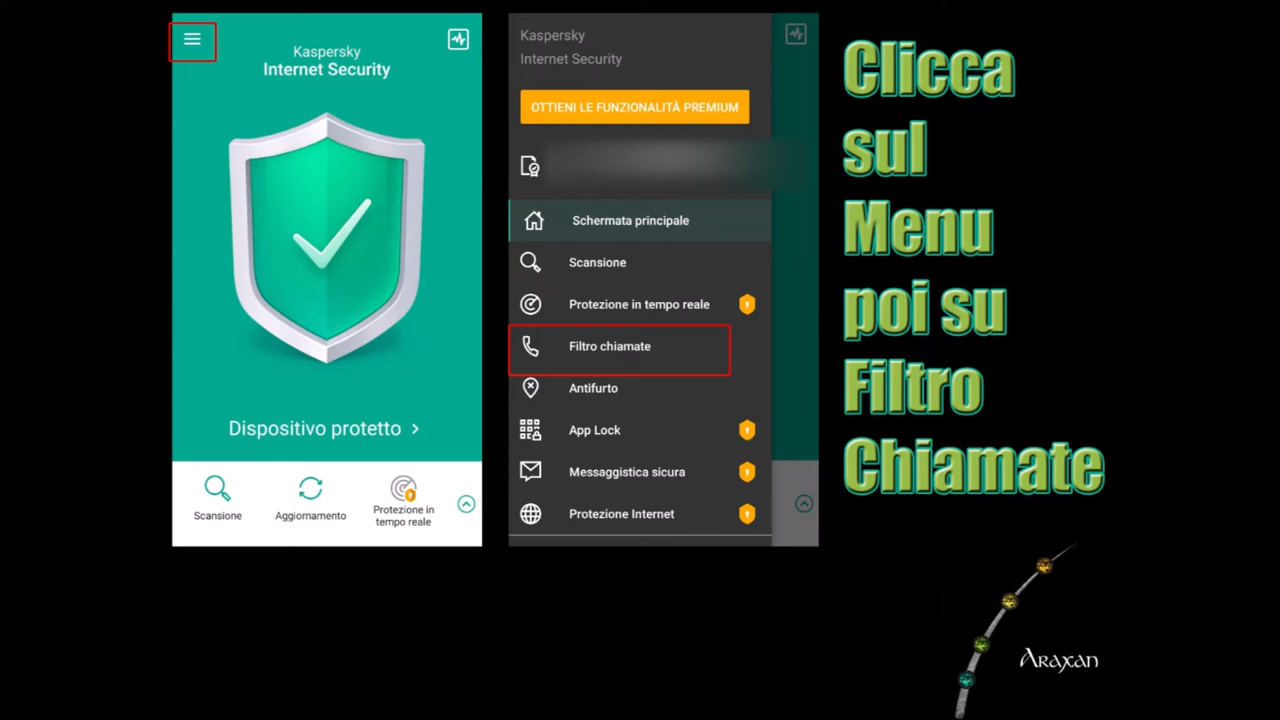 Kaspersky
Internet Security
Dispositivo protetto
Scansione
Aggiornamento
Protezione in
tempo reale
Kaspersky
Internet Security
OTTIENI LE FUNZIONALITÀ PREMIUM
Schermata principale
Scansione
Protezione in tempo reale
Filtro chiamate
Antifurto
App Lock
Messaggistica sicura
Protezione Internet
Clicca
sul
Menu
poi su
Filtro
Chiamate
Araxan